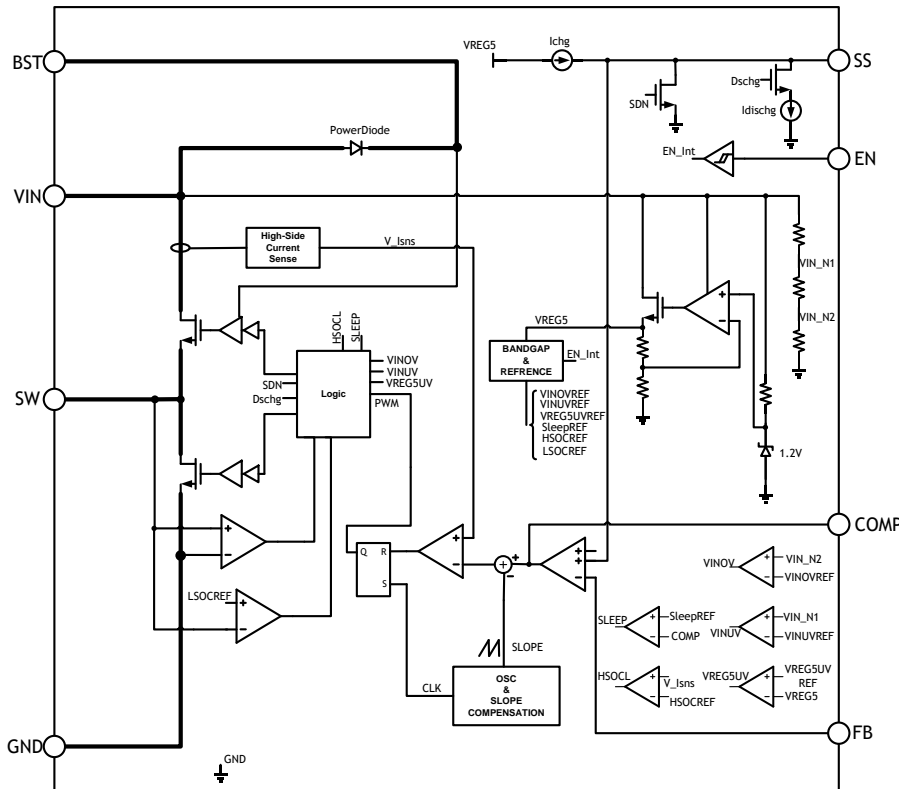 BST
VREG5
Ichg
SS
SDN
Dschg
Idischg
PowerDiode
EN_Int
EN
VIN
High-Side
Current
Sense
V_Isns
VIN_N1
VIN_N2
HSOCL
SLEEP
VREG5
BANDGAP
&
REFRENCE
EN_Int
VINOV
VINUV
VREG5UV
PWM
Logic
SDN
Dschg
VINOVREF
VINUVREF
VREG5UVREF
SleepREF
HSOCREF
LSOCREF
SW
1.2V
+
-
+
-
COMP
Q
R
S
+
-
+
+
-
+
+
LSOCREF
+
-
VINOV
+
-
VIN_N2
VINOVREF
SLEEP
+
-
SleepREF
COMP
VINUV
+
-
VIN_N1
VINUVREF
SLOPE
HSOCL
+
-
V_Isns
HSOCREF
VREG5UV
+
-
VREG5UV
REF
VREG5
CLK
OSC
&
SLOPE
COMPENSATION
FB
GND
GND